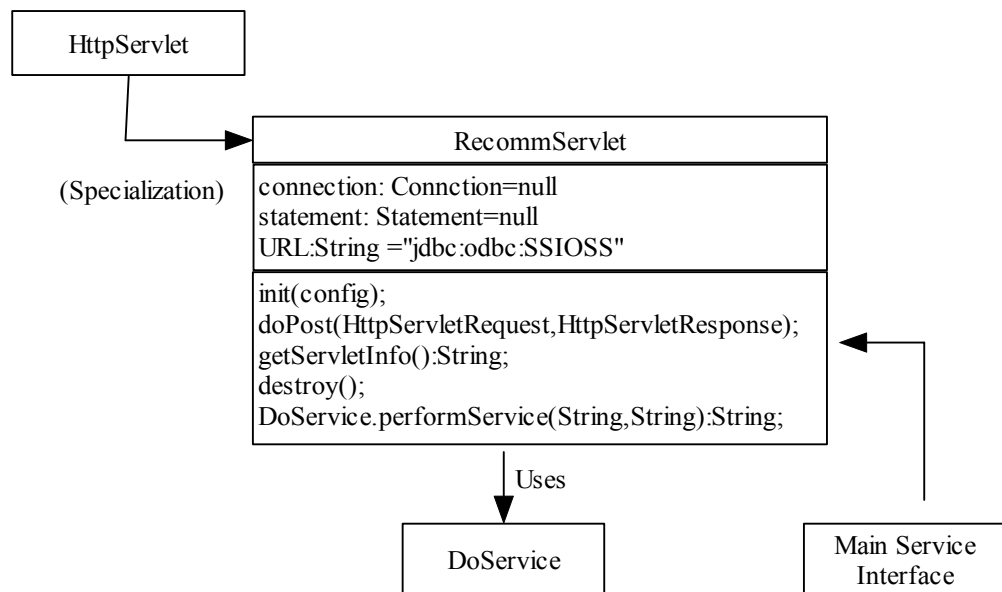 HttpServlet
RecommServlet
(Specialization)
connection: Connction=null
statement: Statement=null
URL:String ="jdbc:odbc:SSIOSS"
init(config);
doPost(HttpServletRequest,HttpServletResponse);
getServletInfo():String;
destroy();
DoService.performService(String,String):String;
Uses
DoService
Main Service
Interface